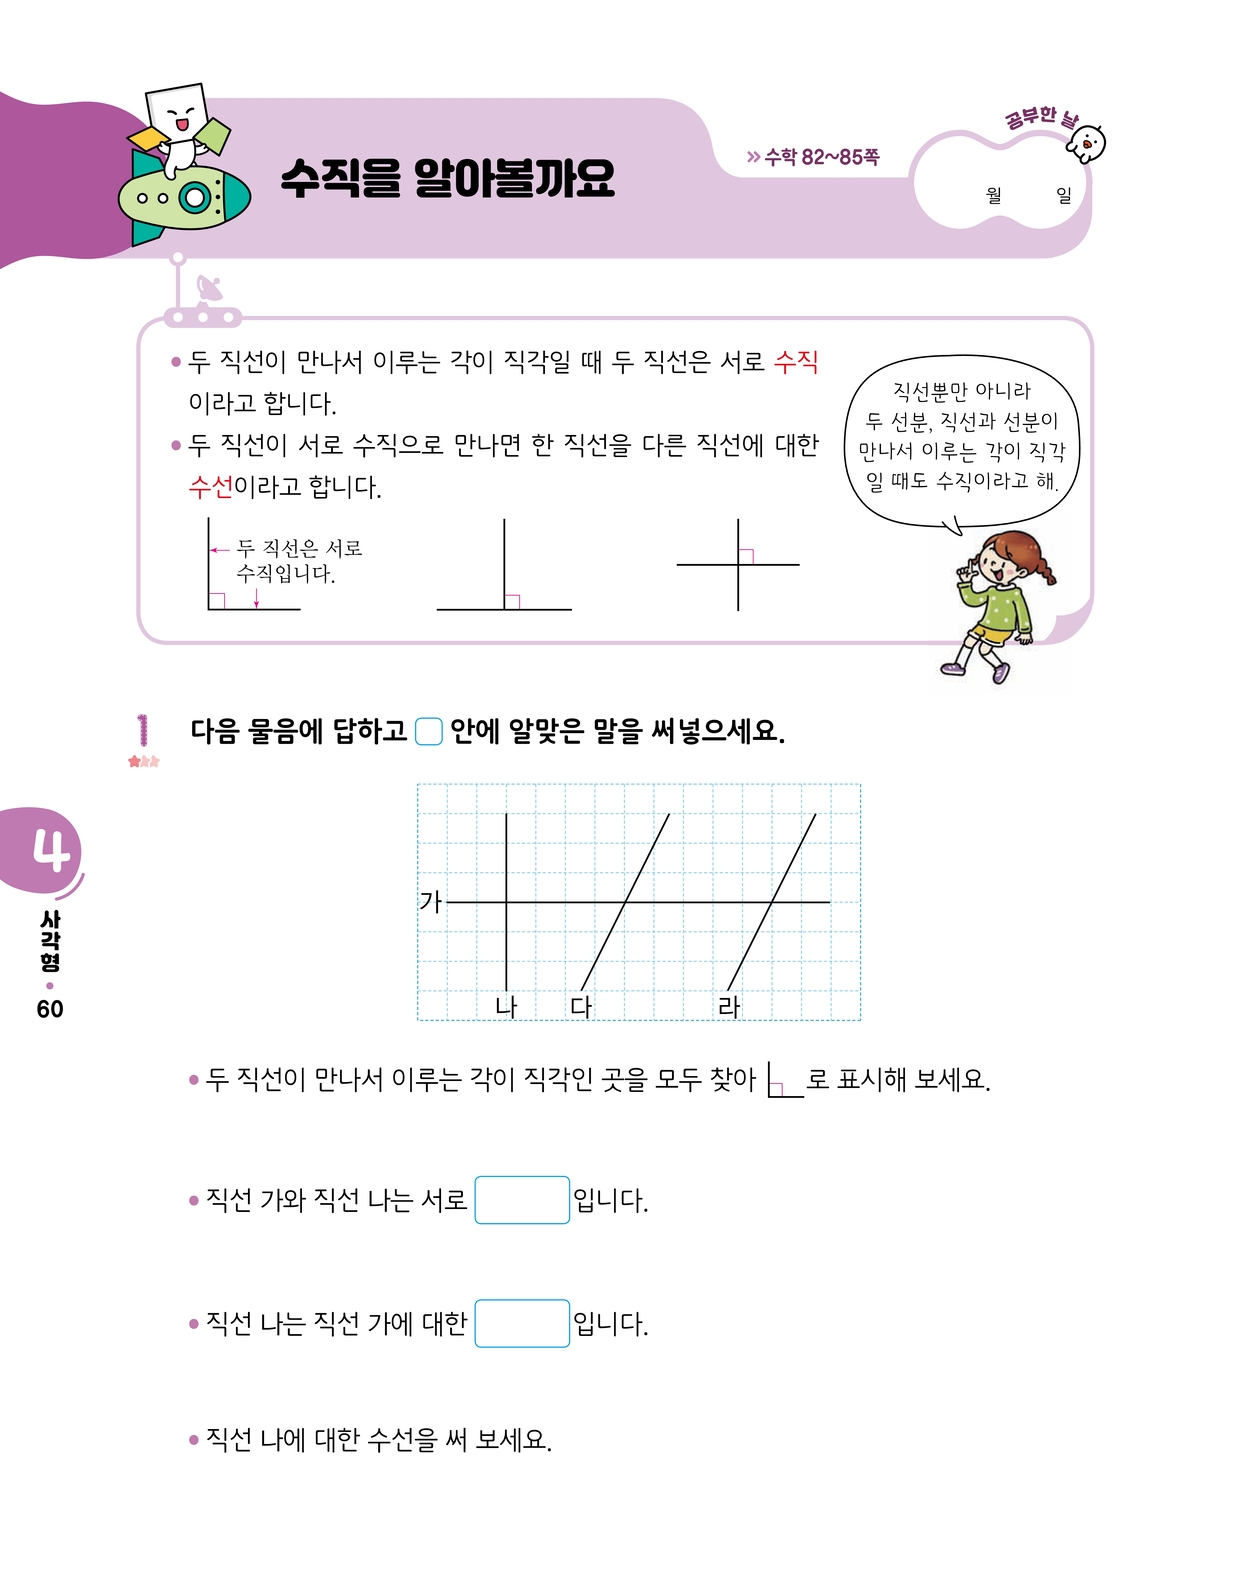 수직을 알아볼까요
» 수학 82~85쪽
공부한 날
월 일
• 두 직선이 만나서 이루는 각이 직각일 때 두 직선은 서로 수직
이라고 합니다.
• 두 직선이 서로 수직으로 만나면 한 직선을 다른 직선에 대한
수선이라고 합니다.
두 직선은 서로
수직입니다.
직선뿐만 아니라
두 선분, 직선과 선분이
만나서 이루는 각이 직각
일 때도 수직이라고 해.
1 다음 물음에 답하고 □ 안에 알맞은 말을 써넣으세요.
가
나 다 라
• 두 직선이 만나서 이루는 각이 직각인 곳을 모두 찾아 로 표시해 보세요.
• 직선 가와 직선 나는 서로 입니다.
• 직선 나는 직선 가에 대한 입니다.
• 직선 나에 대한 수선을 써 보세요.
4
사각형
•
60